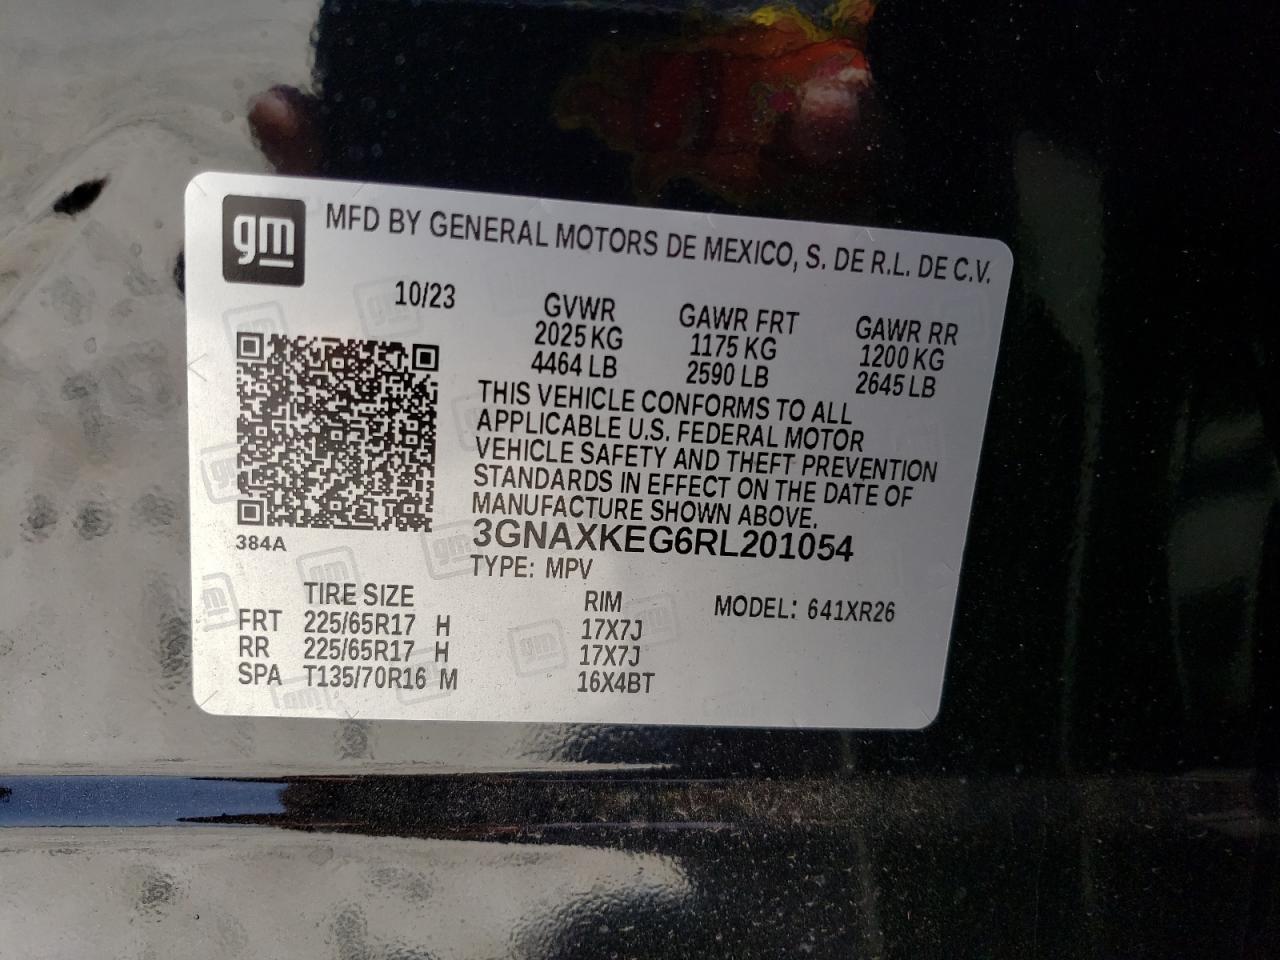 gm
MFD BY GENERAL MOTORS DE MEXICO, S. DE R.L. DE C.V.
10/23
GVWR GAWR FRT GAWR RR
2025 KG 1175 KG 1200 KG
4464 LB 2590 LB 2645 LB
THIS VEHICLE CONFORMS TO ALL
APPLICABLE U.S. FEDERAL MOTOR
VEHICLE SAFETY AND THEFT PREVENTION
STANDARDS IN EFFECT ON THE DATE OF
MANUFACTURE SHOWN ABOVE.
384A
3GNAXKEG6RL201054
TYPE: MPV
TIRE SIZE RIM MODEL: 641XR26
FRT 225/65R17 H 17X7J
RR 225/65R17 H 17X7J
SPA T135/70R16 M 16X4BT